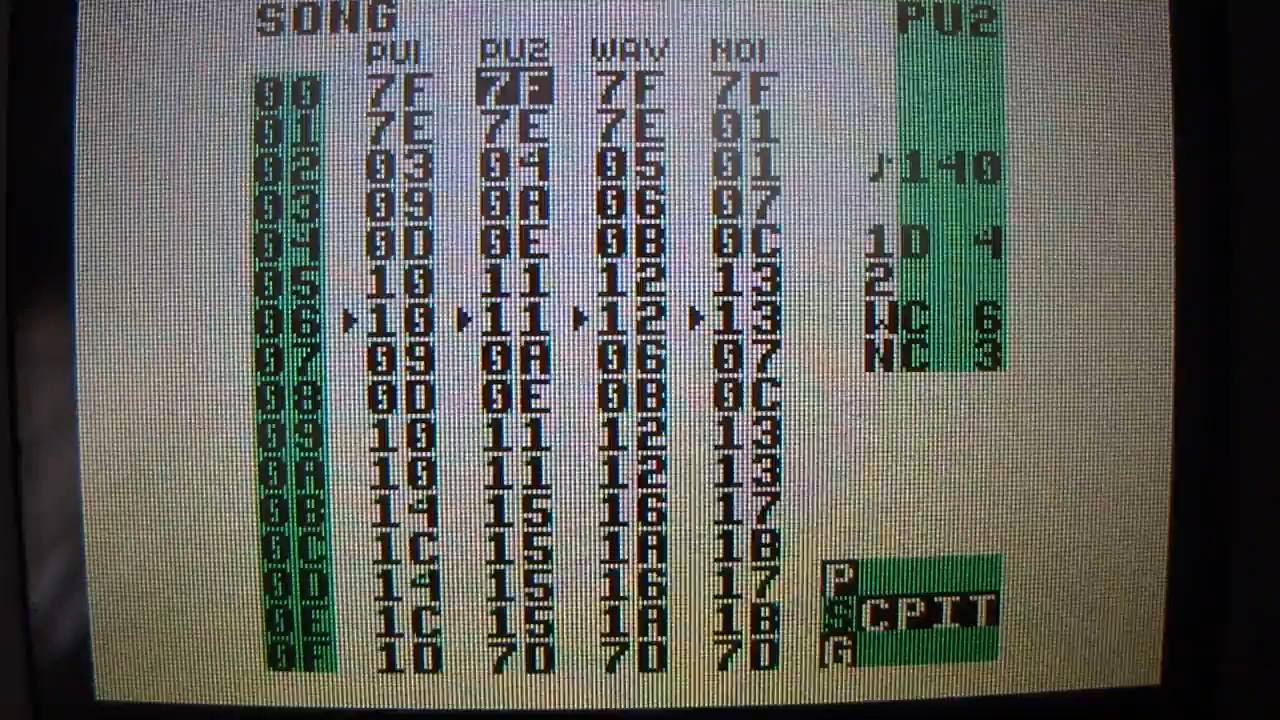 SONG PU2
PU1 PU2 WAV NOI
00 7F 7F 7F 7F
01 7E 7E 7E 01
02 03 04 05 01 ♪140
03 09 0A 06 07
04 0D 0E 0B 0C 1D 4
05 10 11 12 13 2
06 10 11 12 13 WC 6
07 09 0A 06 07 NC 3
08 0D 0E 0B 0C
09 10 11 12 13
0A 10 11 12 13
0B 14 15 16 17
0C 1C 15 1A 1B
0D 14 15 16 17 P
0E 1C 15 1A 1B SCPIT
0F 1D 7D 7D 7D G